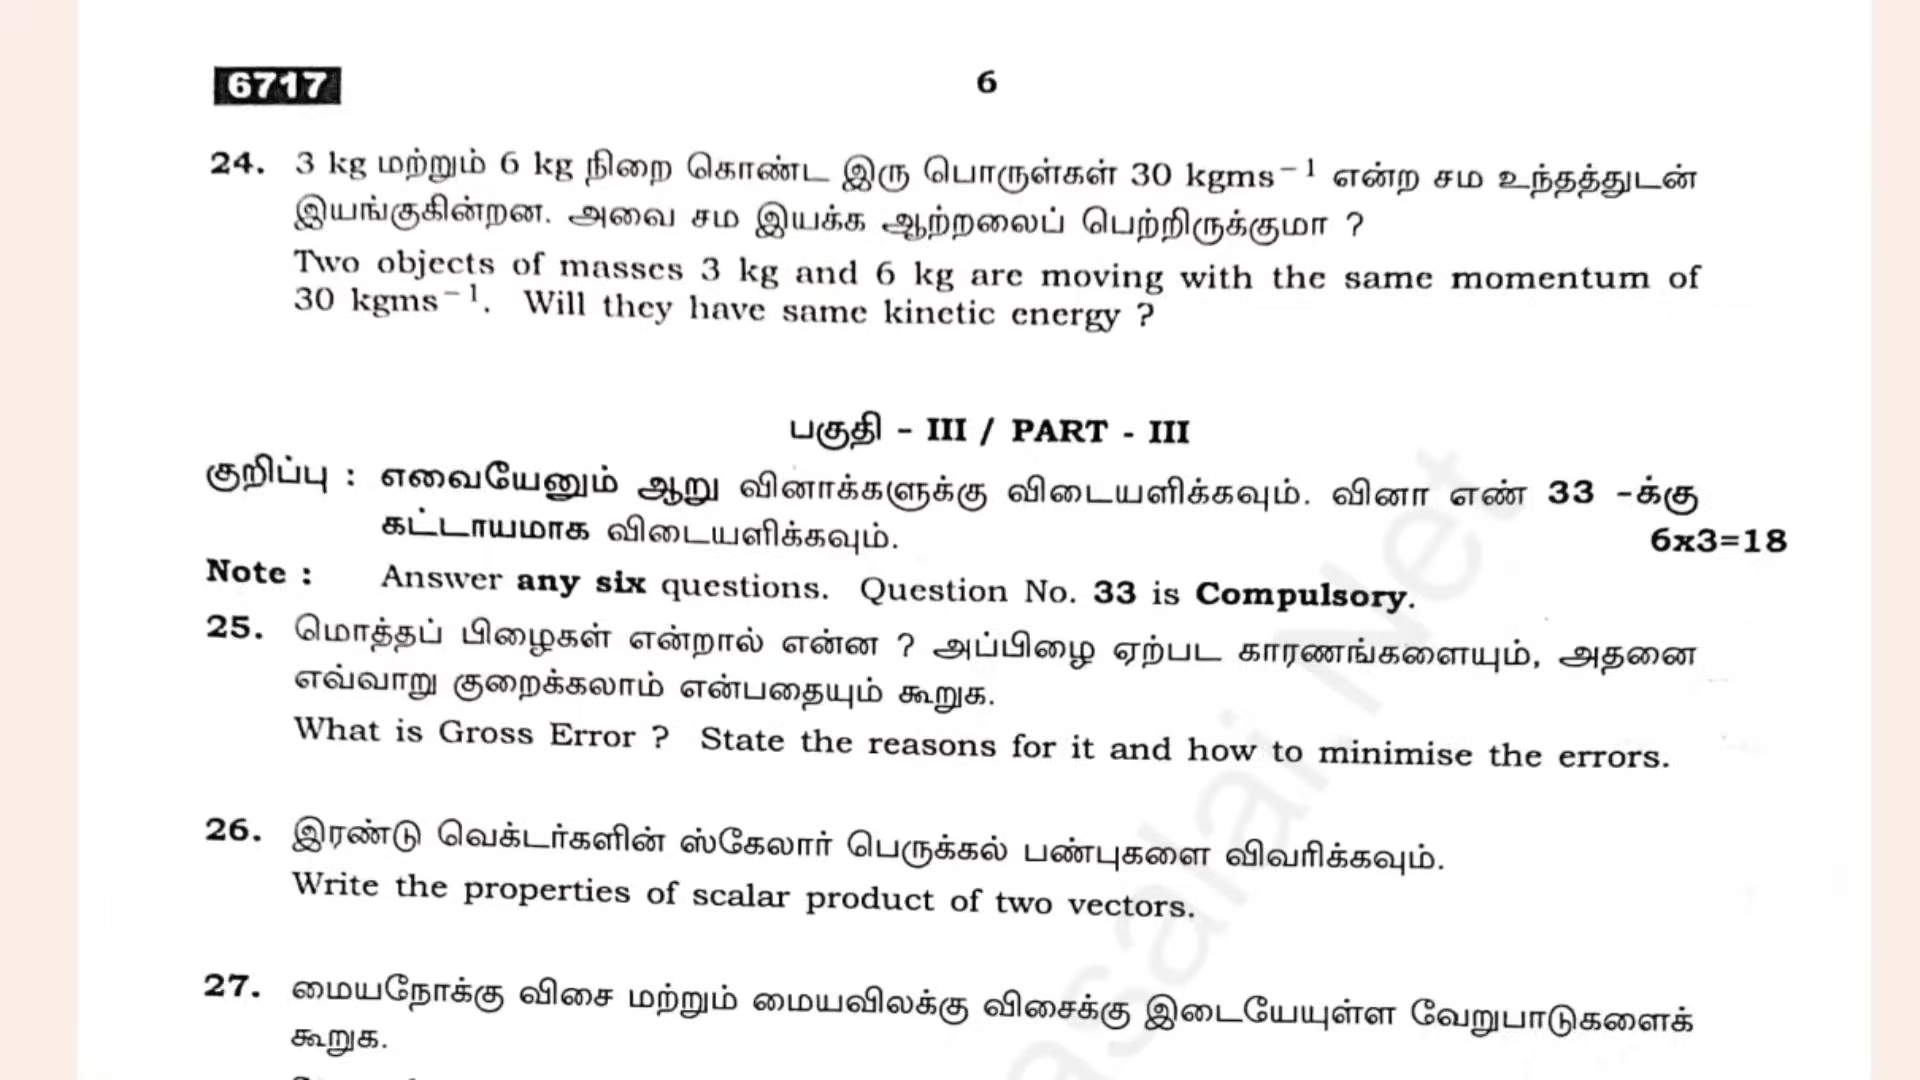 6717
6
24. 3 kg மற்றும் 6 kg நிறை கொண்ட இரு பொருள்கள் 30 kgms⁻¹ என்ற சம உந்தத்துடன்
இயங்குகின்றன. அவை சம இயக்க ஆற்றலைப் பெற்றிருக்குமா ?
Two objects of masses 3 kg and 6 kg are moving with the same momentum of
30 kgms⁻¹. Will they have same kinetic energy ?
பகுதி - III / PART - III
குறிப்பு : எவையேனும் ஆறு வினாக்களுக்கு விடையளிக்கவும். வினா எண் 33 -க்கு
கட்டாயமாக விடையளிக்கவும்.
6x3=18
Note : Answer any six questions. Question No. 33 is Compulsory.
25. மொத்தப் பிழைகள் என்றால் என்ன ? அப்பிழை ஏற்பட காரணங்களையும், அதனை
எவ்வாறு குறைக்கலாம் என்பதையும் கூறுக.
What is Gross Error ? State the reasons for it and how to minimise the errors.
26. இரண்டு வெக்டர்களின் ஸ்கேலார் பெருக்கல் பண்புகளை விவரிக்கவும்.
Write the properties of scalar product of two vectors.
27. மையநோக்கு விசை மற்றும் மையவிலக்கு விசைக்கு இடையேயுள்ள வேறுபாடுகளைக்
கூறுக.
asalai.Net